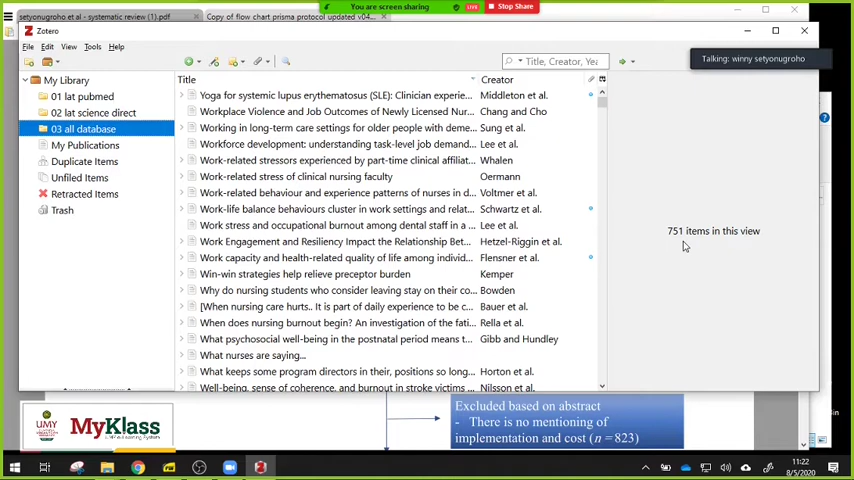 setyonugroho et.al - systematic review (1).pdf
Copy of flow chart prisma protocol updated v04...
You are screen sharing
LIVE
Stop Share
Zotero
File Edit View Tools Help
Talking: winny setyonugroho
Title, Creator, Yea
My Library
01 lat pubmed
02 lat science direct
03 all database
My Publications
Duplicate Items
Unfiled Items
Retracted Items
Trash
Title Creator
Yoga for systemic lupus erythematosus (SLE): Clinician experie... Middleton et al.
Workplace Violence and Job Outcomes of Newly Licensed Nur... Chang and Cho
Working in long-term care settings for older people with deme... Sung et al.
Workforce development: understanding task-level job deman... Lee et al.
Work-related stressors experienced by part-time clinical affiliat... Whalen
Work-related stress of clinical nursing faculty Oermann
Work-related behaviour and experience patterns of nurses in d... Voltmer et al.
Work-life balance behaviours cluster in work settings and relat... Schwartz et al.
Work stress and occupational burnout among dental staff in a ... Lee et al.
Work Engagement and Resiliency Impact the Relationship Bet... Hetzel-Riggin et al.
Work capacity and health-related quality of life among individ... Flensner et al.
Win-win strategies help relieve preceptor burden Kemper
Why do nursing students who consider leaving stay on their co... Bowden
[When nursing care hurts.. It is part of daily experience to be c... Bauer et al.
When does nursing burnout begin? An investigation of the fati... Rella et al.
What psychosocial well-being in the postnatal period means t... Gibb and Hundley
What nurses are saying...
What keeps some program directors in their, positions so long... Horton et al.
Well-being, sense of coherence, and burnout in stroke victims ... Nilsson et al.
751 items in this view
UMY
MyKlass
UMY e-Learning System
Excluded based on abstract
- There is no mentioning of
implementation and cost (n = 823)
11:22
8/5/2020